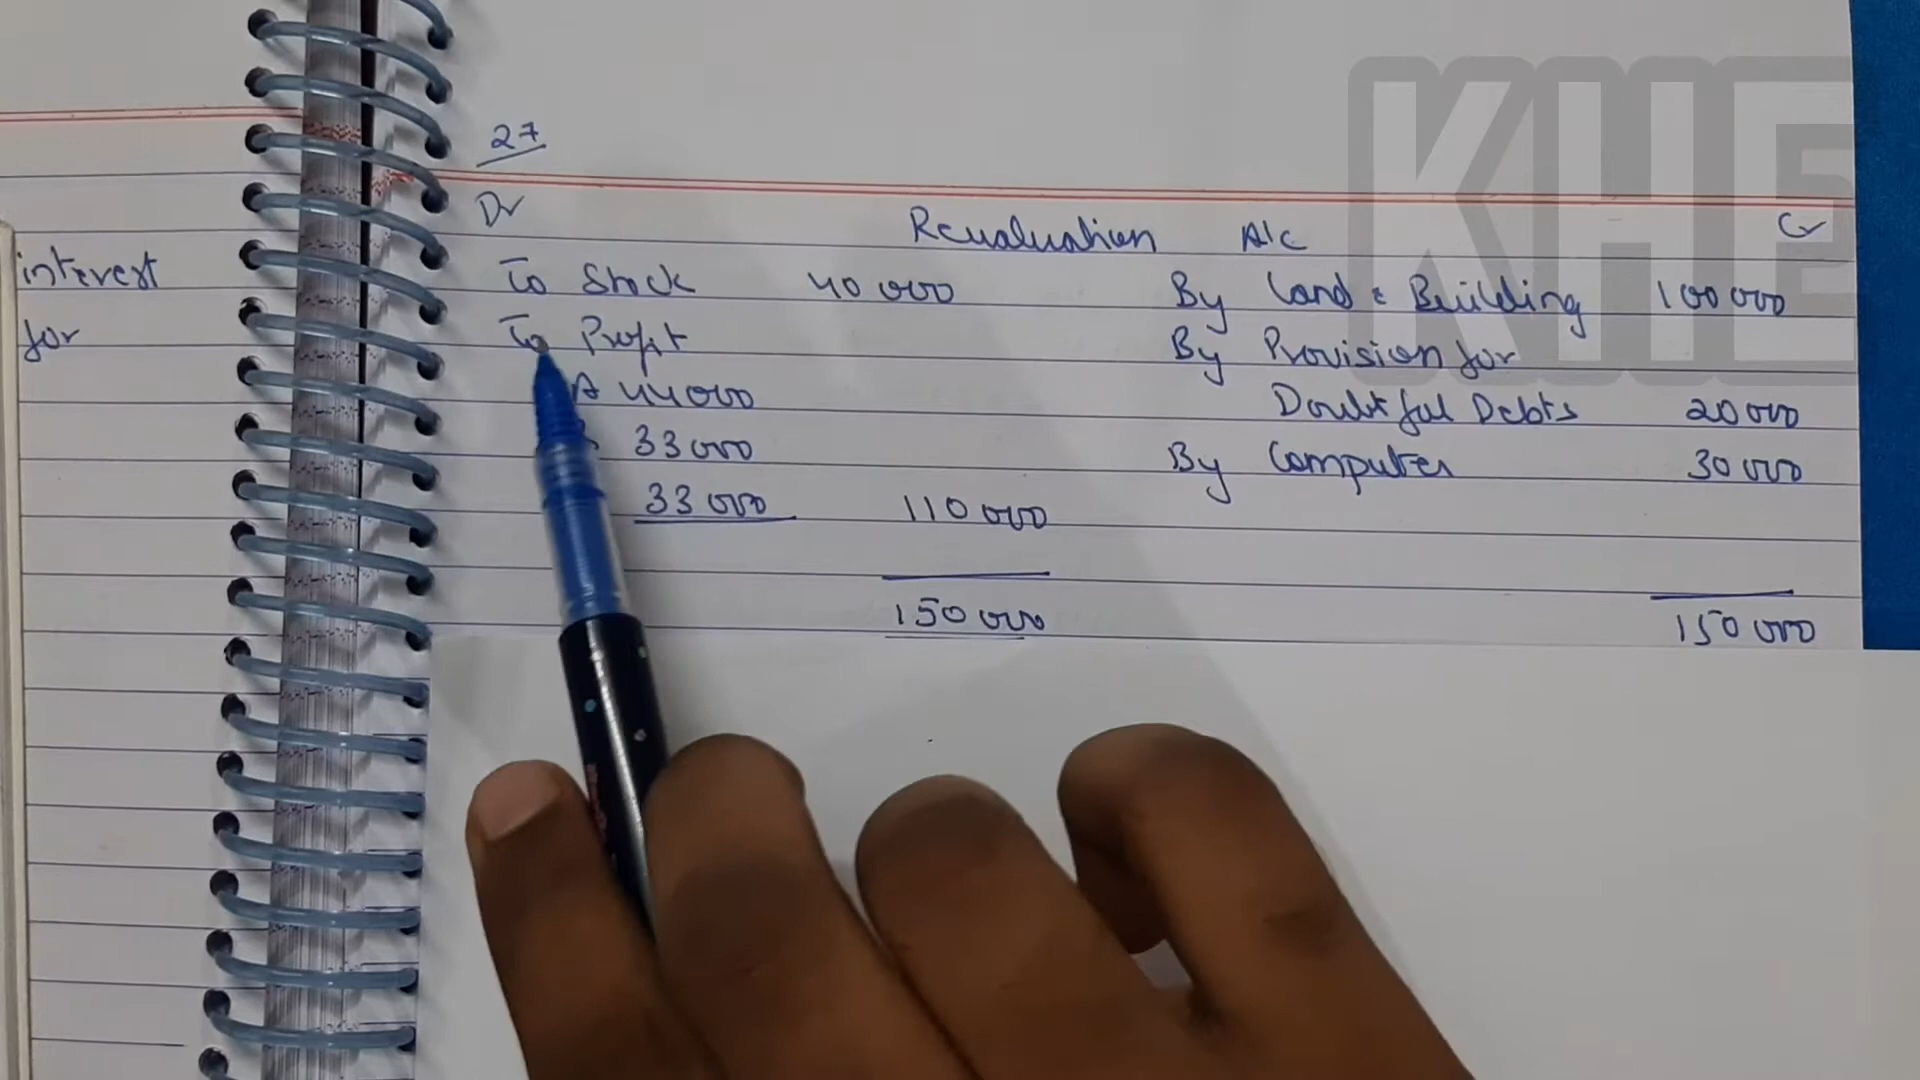 KHE
27
Dr Revaluation A/c Cr
interest
To Stock 40000 By Land & Building 100000
for
To Profit By Provision for
A 44000 Doubtful Debts 20000
33000 By Computer 30000
33000 110000
150000 150000